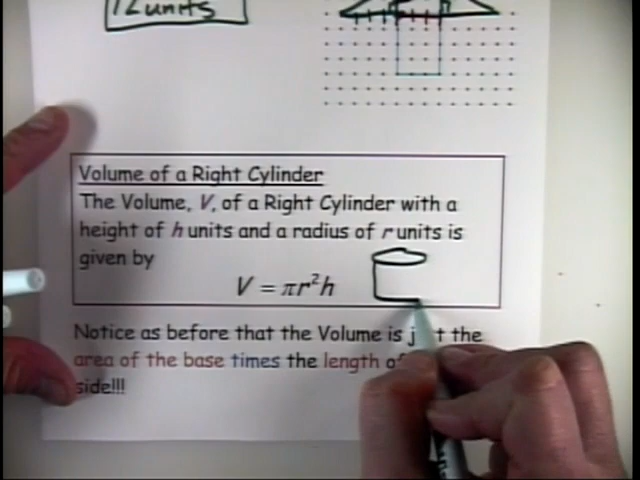 12 units
Volume of a Right Cylinder
The Volume, V, of a Right Cylinder with a
height of h units and a radius of r units is
given by
V = πr²h
Notice as before that the Volume is the
area of the base times the length of
side!!!